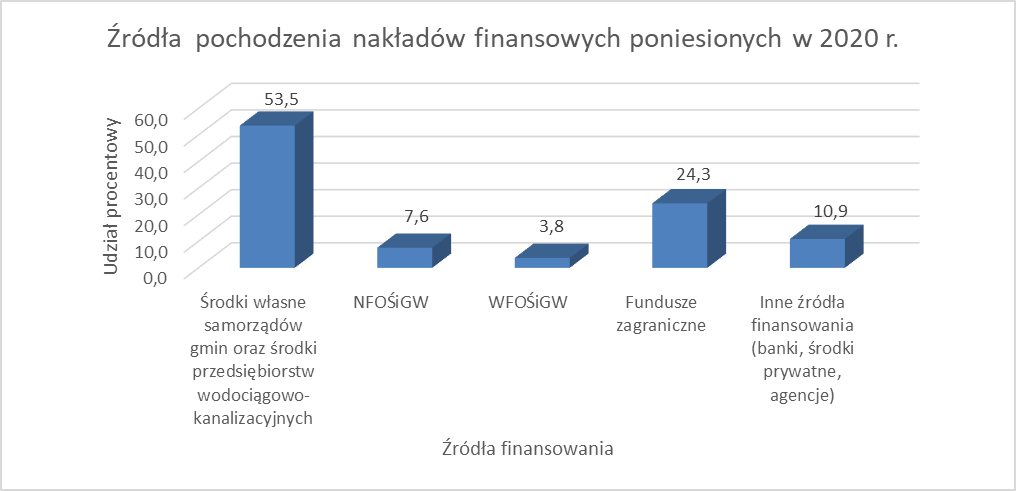 Źródła pochodzenia nakładów finansowych poniesionych w 2020 r.
Udział procentowy
60,0
50,0
40,0
30,0
20,0
10,0
0,0
53,5
7,6
3,8
24,3
10,9
Środki własne
samorządów
gmin oraz środki
przedsiębiorstw
wodociągowo-
kanalizacyjnych
NFOŚiGW
WFOŚiGW
Fundusze
zagraniczne
Inne źródła
finansowania
(banki, środki
prywatne,
agencje)
Źródła finansowania